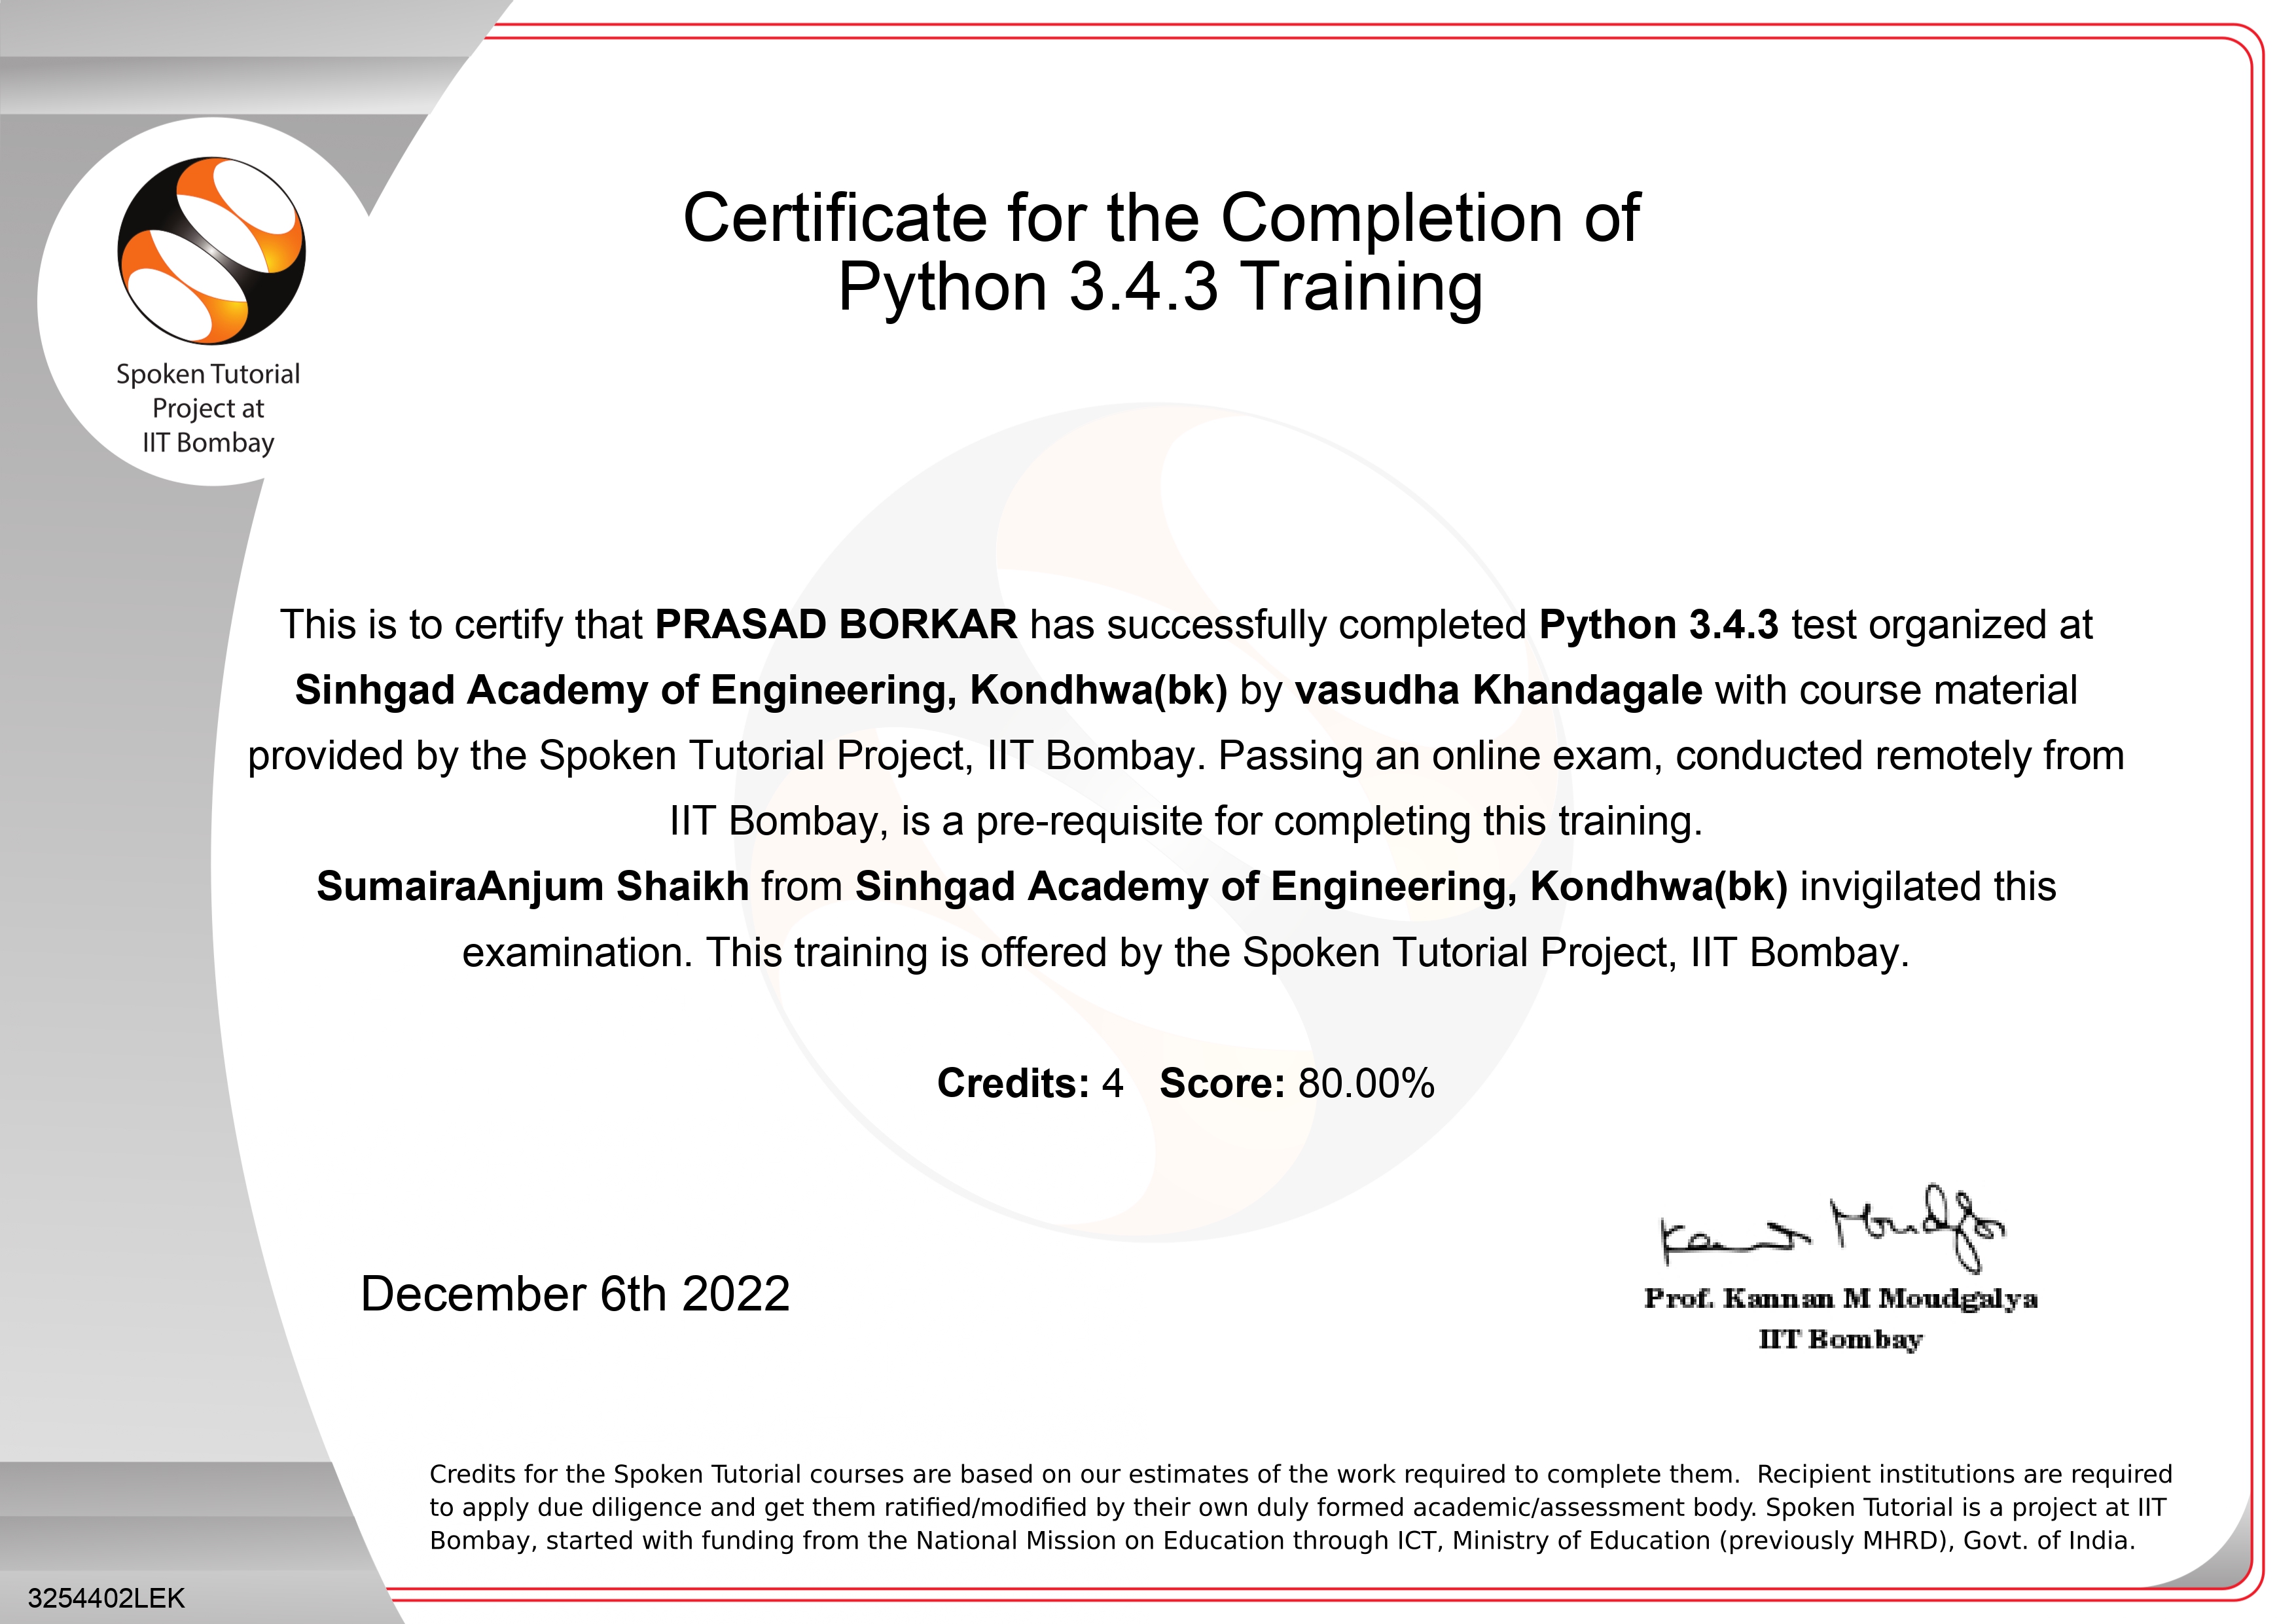 Certificate for the Completion of
Python 3.4.3 Training
Spoken Tutorial
Project at
IIT Bombay
This is to certify that PRASAD BORKAR has successfully completed Python 3.4.3 test organized at
Sinhgad Academy of Engineering, Kondhwa(bk) by vasudha Khandagale with course material
provided by the Spoken Tutorial Project, IIT Bombay. Passing an online exam, conducted remotely from
IIT Bombay, is a pre-requisite for completing this training.
SumairaAnjum Shaikh from Sinhgad Academy of Engineering, Kondhwa(bk) invigilated this
examination. This training is offered by the Spoken Tutorial Project, IIT Bombay.
Credits: 4 Score: 80.00%
December 6th 2022
Prof. Kannan M Moudgalya
IIT Bombay
Credits for the Spoken Tutorial courses are based on our estimates of the work required to complete them. Recipient institutions are required
to apply due diligence and get them ratified/modified by their own duly formed academic/assessment body. Spoken Tutorial is a project at IIT
Bombay, started with funding from the National Mission on Education through ICT, Ministry of Education (previously MHRD), Govt. of India.
3254402LEK